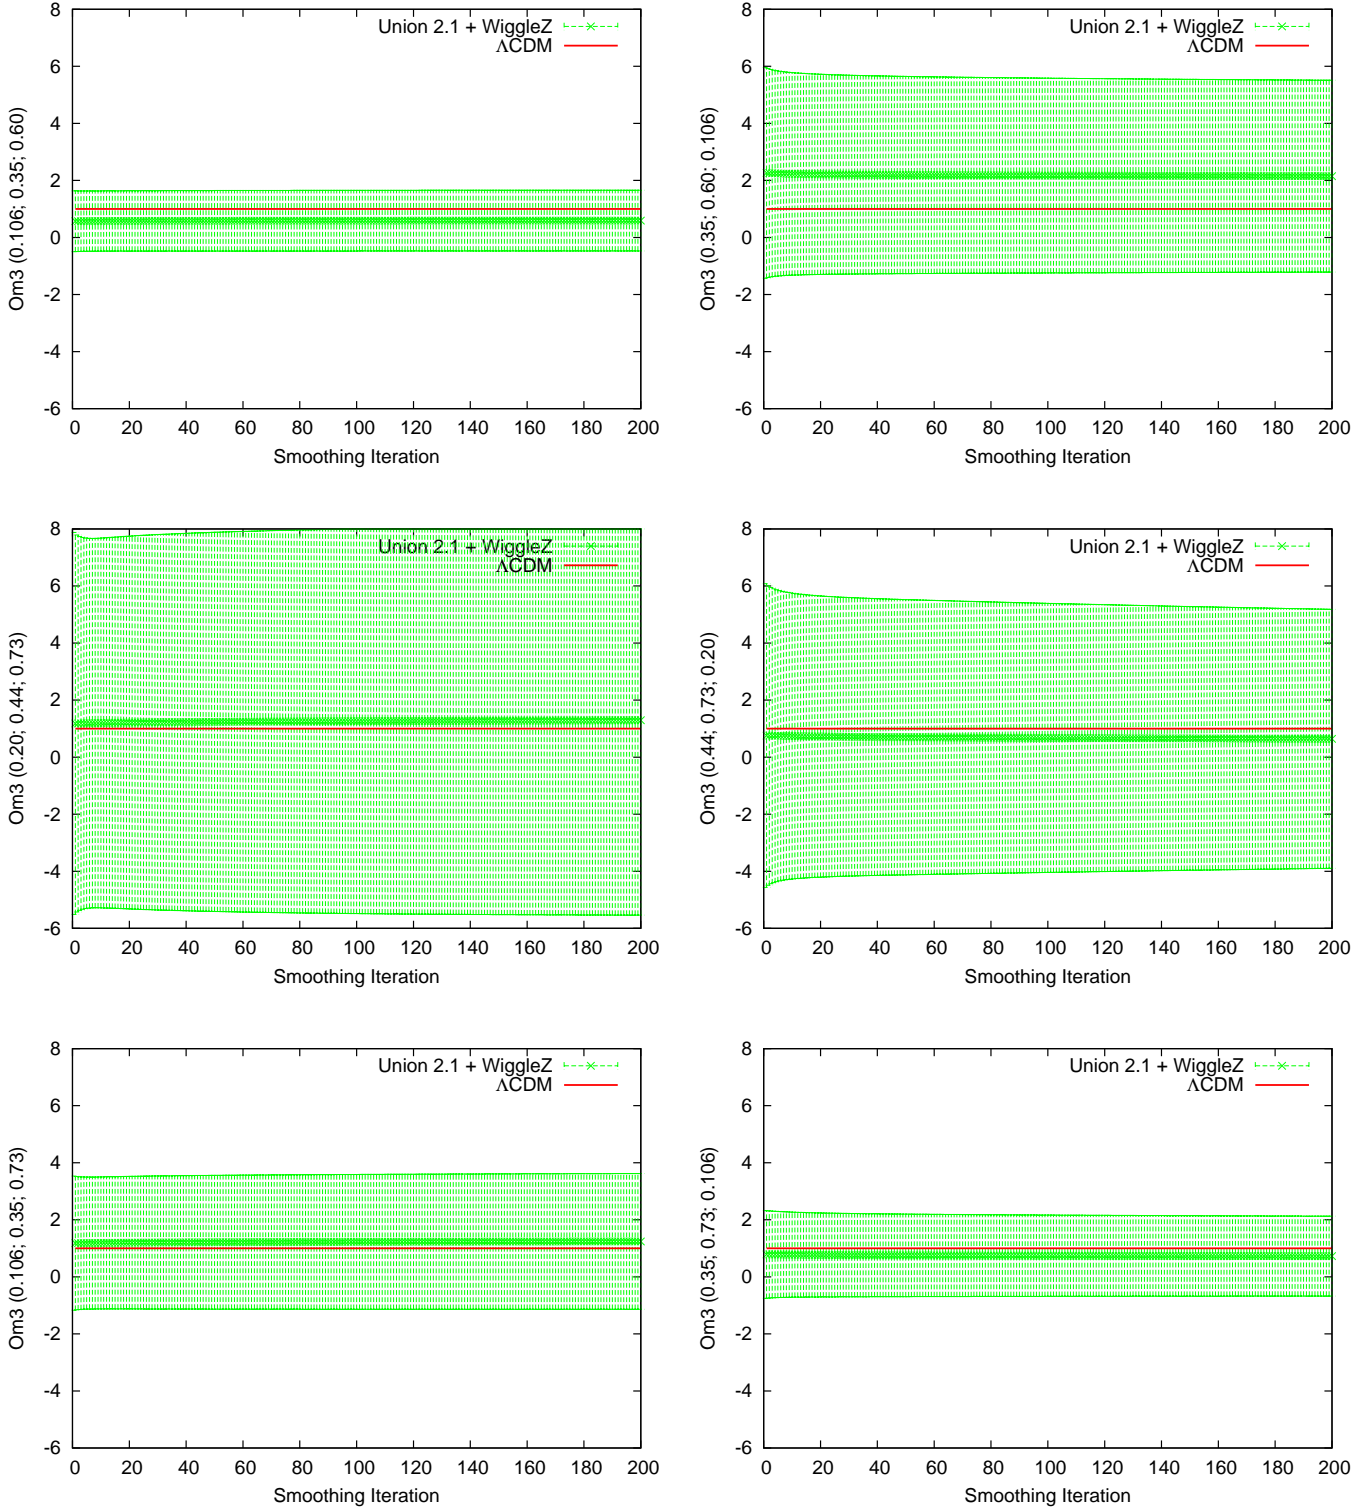 8
6
4
2
0
-2
-4
-6
0 20 40 60 80 100 120 140 160 180 200
Om3 (0.106; 0.35; 0.60)
Smoothing Iteration
Union 2.1 + WiggleZ
ΛCDM
8
6
4
2
0
-2
-4
-6
0 20 40 60 80 100 120 140 160 180 200
Om3 (0.35; 0.60; 0.106)
Smoothing Iteration
Union 2.1 + WiggleZ
ΛCDM
8
6
4
2
0
-2
-4
-6
0 20 40 60 80 100 120 140 160 180 200
Om3 (0.20; 0.44; 0.73)
Smoothing Iteration
Union 2.1 + WiggleZ
ΛCDM
8
6
4
2
0
-2
-4
-6
0 20 40 60 80 100 120 140 160 180 200
Om3 (0.44; 0.73; 0.20)
Smoothing Iteration
Union 2.1 + WiggleZ
ΛCDM
8
6
4
2
0
-2
-4
-6
0 20 40 60 80 100 120 140 160 180 200
Om3 (0.106; 0.35; 0.73)
Smoothing Iteration
Union 2.1 + WiggleZ
ΛCDM
8
6
4
2
0
-2
-4
-6
0 20 40 60 80 100 120 140 160 180 200
Om3 (0.35; 0.73; 0.106)
Smoothing Iteration
Union 2.1 + WiggleZ
ΛCDM